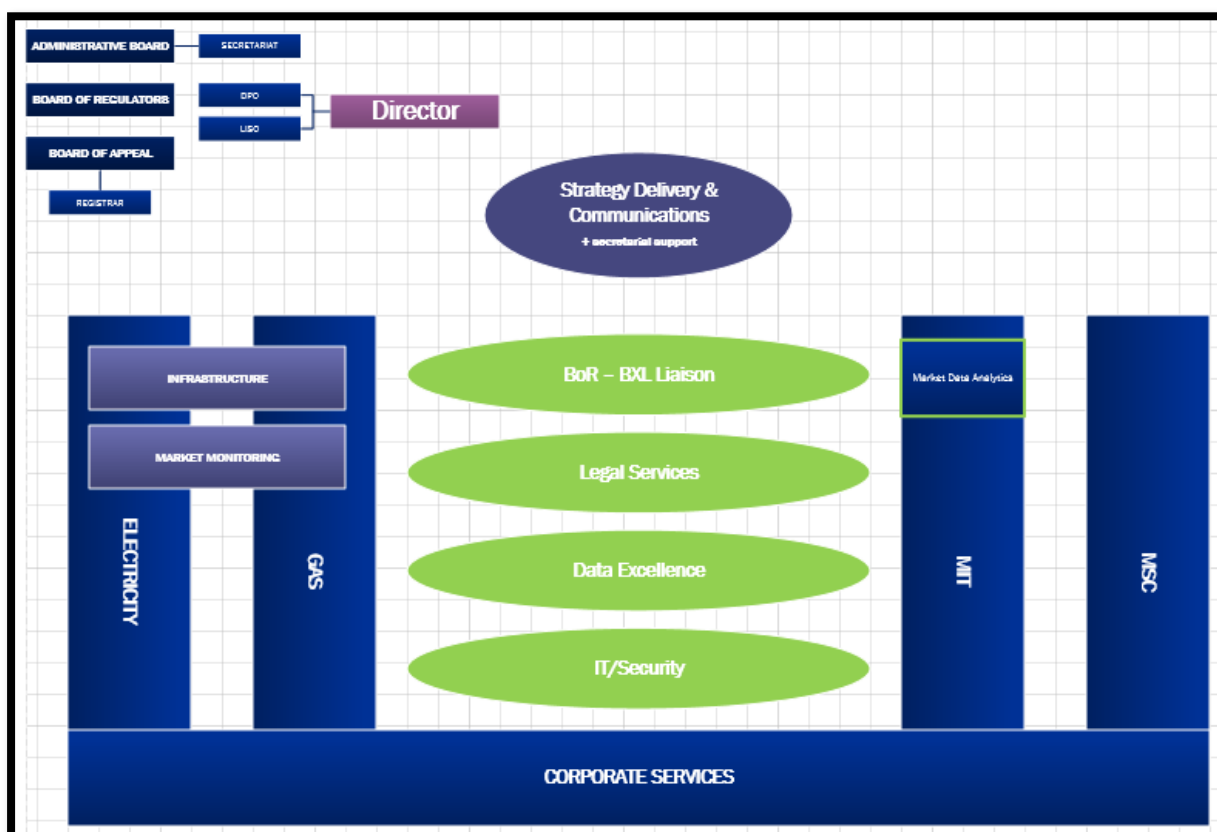 ADMINISTRATIVE BOARD
SECRETARIAT
BOARD OF REGULATORS
DPO
LISO
Director
BOARD OF APPEAL
REGISTRAR
Strategy Delivery &
Communications
+ secretarial support
INFRASTRUCTURE
MARKET MONITORING
ELECTRICITY
GAS
BoR – BXL Liaison
Legal Services
Data Excellence
IT/Security
Market Data Analytics
MIT
MSC
CORPORATE SERVICES